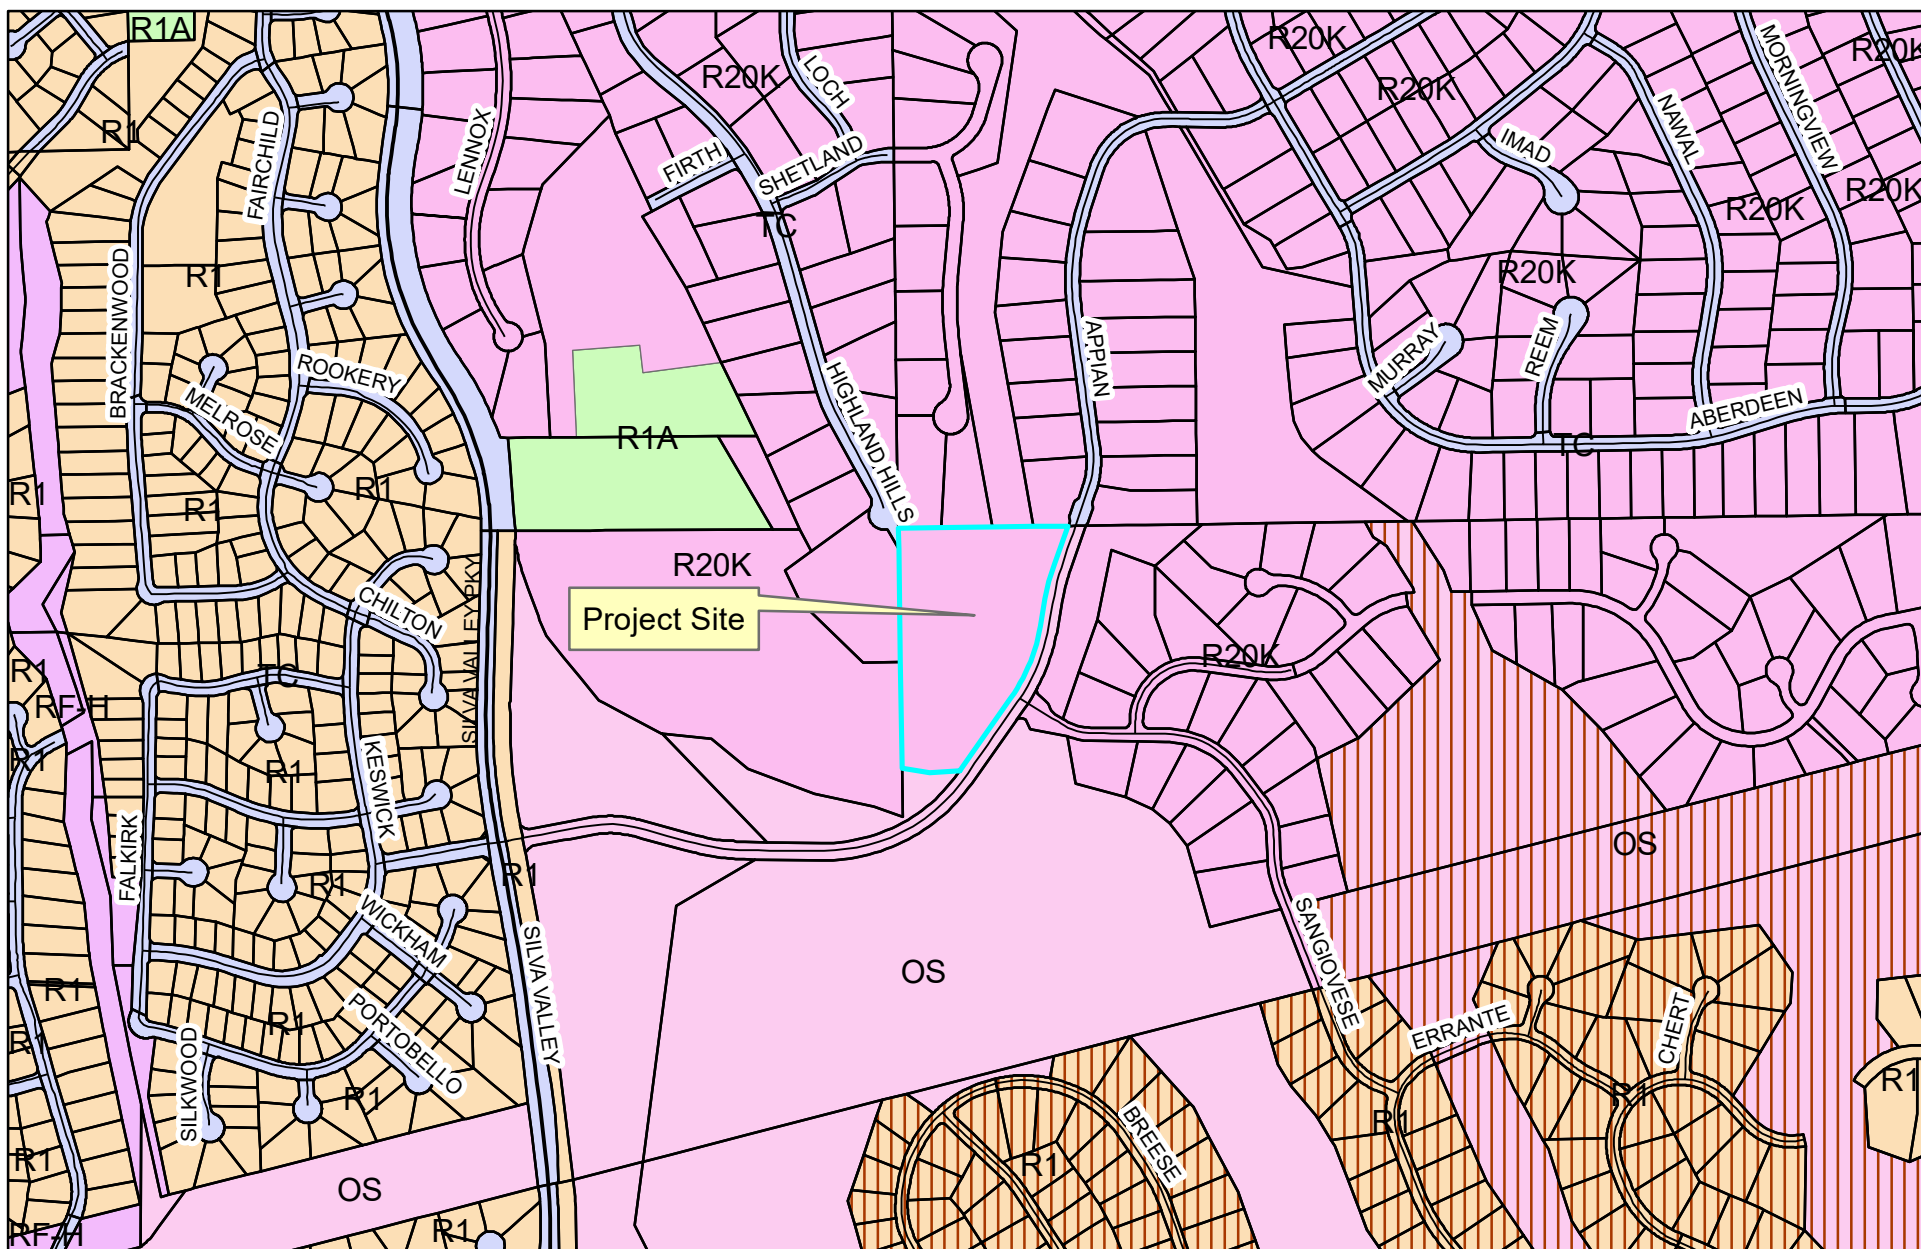 R1A
R20K
R20K
R20K
R20K
LOCH
MORNINGVIEW
NAWAL
R1
FAIRCHILD
LENNOX
FIRTH
SHETLAND
IMAD
TC
R20K
R20K
R1
R20K
BRACKENWOOD
ROOKERY
MELROSE
HIGHLAND HILLS
APPIAN
MURRAY
REEM
ABERDEEN
R1A
TC
R1
R1
R1
R20K
Project Site
CHILTON
SILVA VALLEY PKY
R20K
R1
TC
RF-H
R1
R1
KESWICK
FALKIRK
R1
R1
OS
WICKHAM
SILVA VALLEY
SANGIOVESE
OS
R1
R1
R1
PORTOBELLO
SILKWOOD
ERRANTE
CHERT
R1
R1
R1
R1
BREESE
R1
R1
OS
RF-H
R1